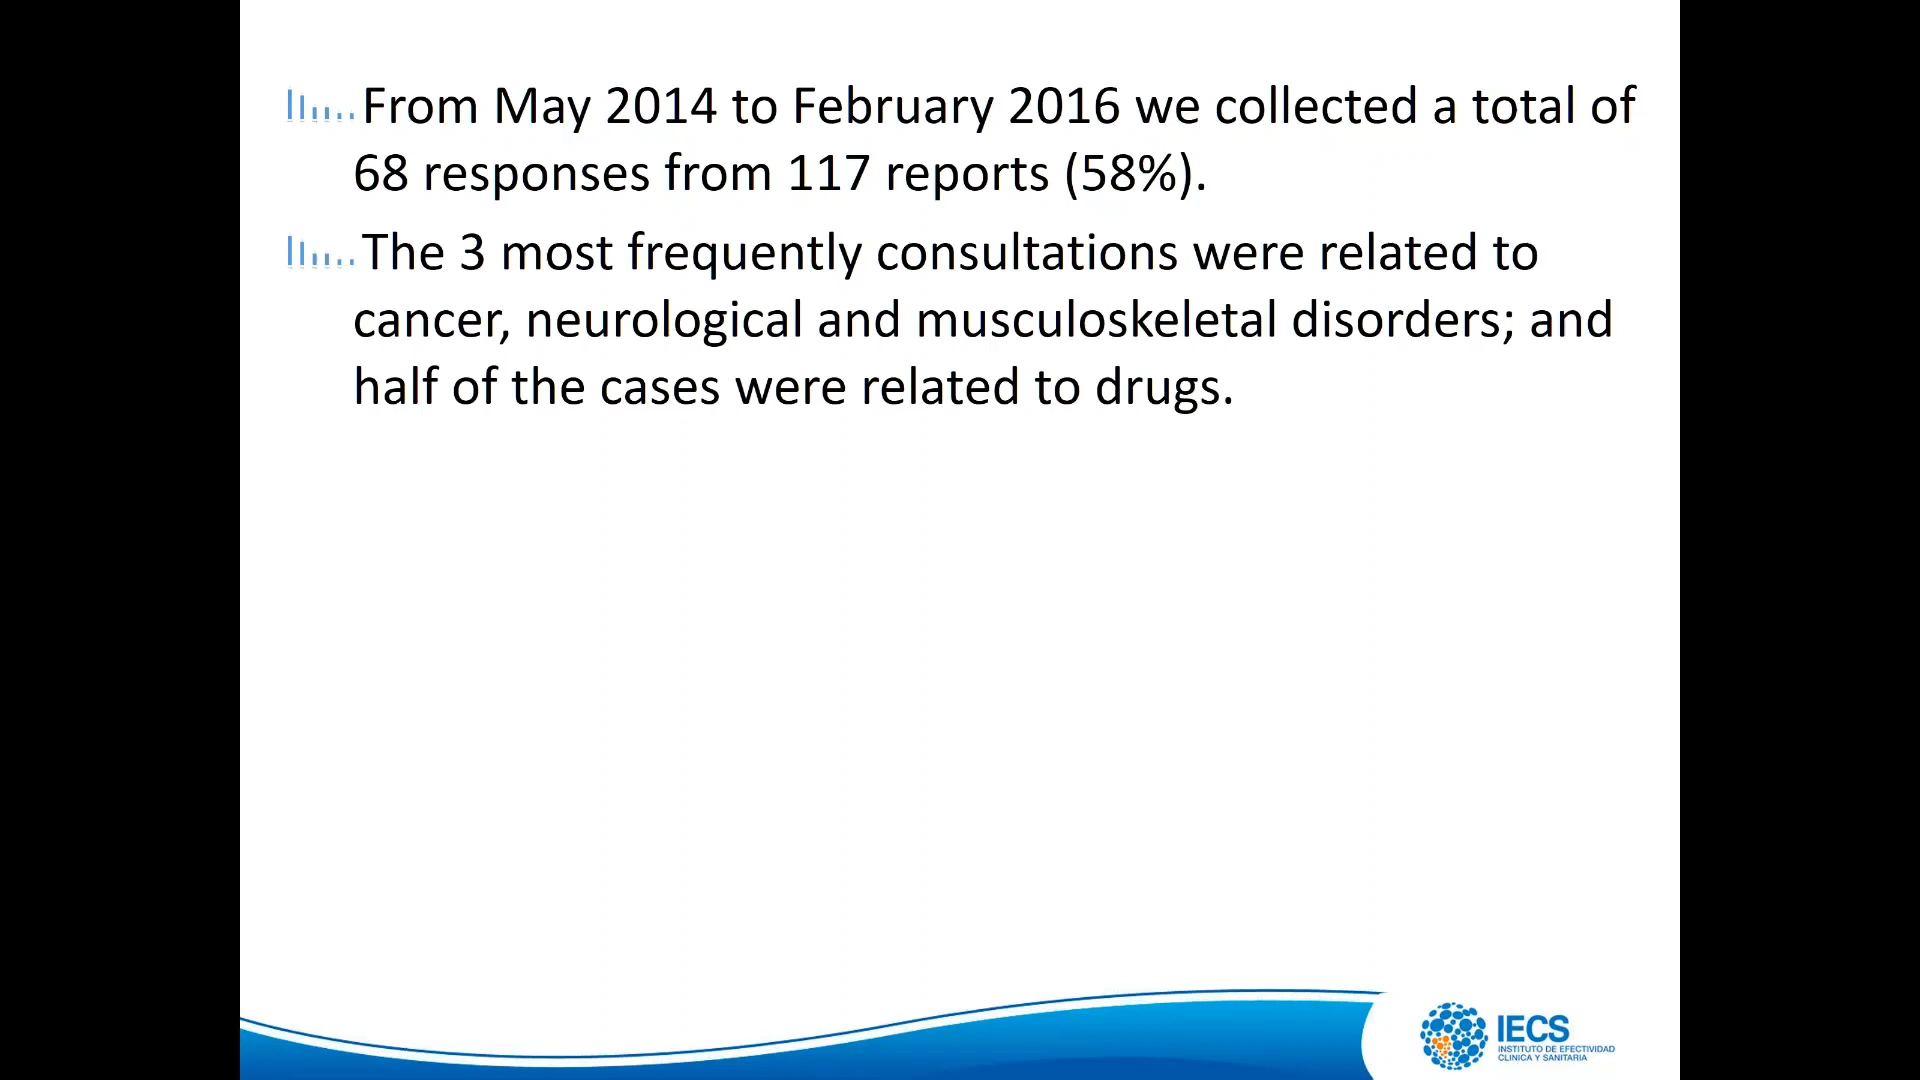 From May 2014 to February 2016 we collected a total of
68 responses from 117 reports (58%).
The 3 most frequently consultations were related to
cancer, neurological and musculoskeletal disorders; and
half of the cases were related to drugs.
IECS
INSTITUTO DE EFECTIVIDAD
CLINICA Y SANITARIA